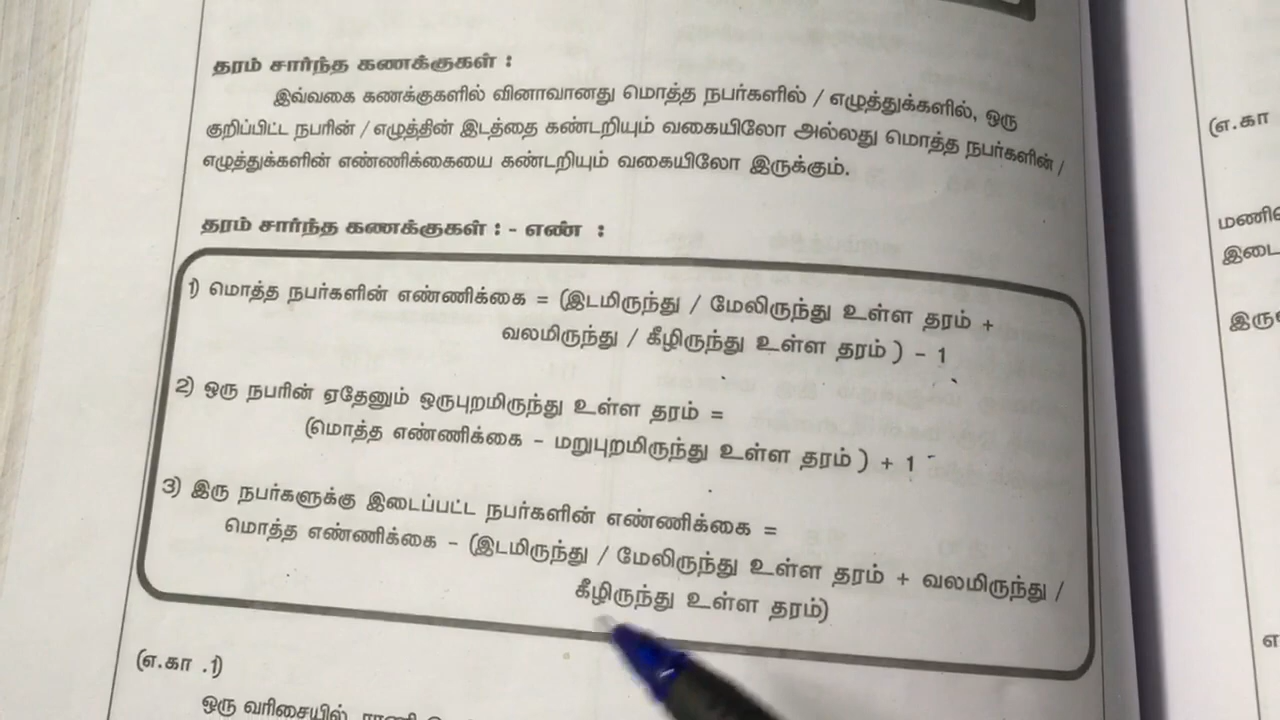 தரம் சார்ந்த கணக்குகள் :
இவ்வகை கணக்குகளில் வினாவானது மொத்த நபர்களில் / எழுத்துக்களில், ஒரு
குறிப்பிட்ட நபரின் / எழுத்தின் இடத்தை கண்டறியும் வகையிலோ அல்லது மொத்த நபர்களின் /
எழுத்துக்களின் எண்ணிக்கையை கண்டறியும் வகையிலோ இருக்கும்.
தரம் சார்ந்த கணக்குகள் : - எண் :
1) மொத்த நபர்களின் எண்ணிக்கை = (இடமிருந்து / மேலிருந்து உள்ள தரம் +
வலமிருந்து / கீழிருந்து உள்ள தரம் ) - 1
2) ஒரு நபரின் ஏதேனும் ஒருபுறமிருந்து உள்ள தரம் =
(மொத்த எண்ணிக்கை - மறுபுறமிருந்து உள்ள தரம் ) + 1
3) இரு நபர்களுக்கு இடைப்பட்ட நபர்களின் எண்ணிக்கை =
மொத்த எண்ணிக்கை - (இடமிருந்து / மேலிருந்து உள்ள தரம் + வலமிருந்து /
கீழிருந்து உள்ள தரம்)
(எ.கா .1)
ஒரு வரிசையில்
(எ.கா
இடை